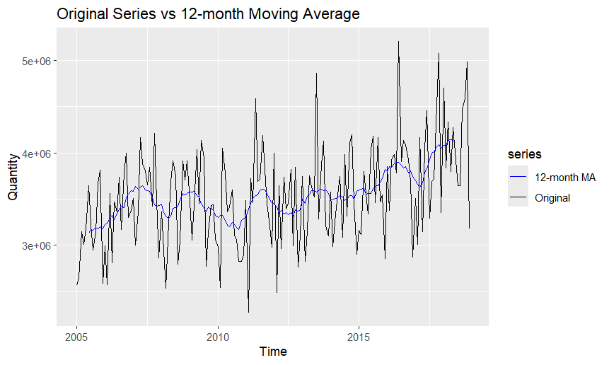 Original Series vs 12-month Moving Average
5e+06
4e+06
3e+06
Quantity
2005
2010
2015
Time
series
12-month MA
Original